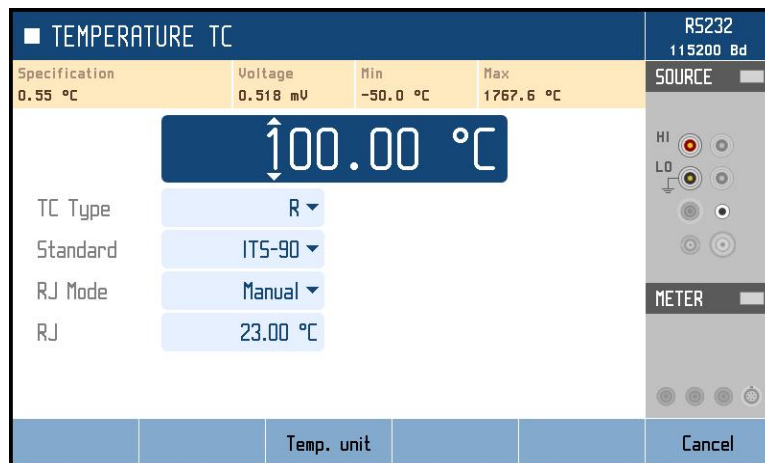 ■ TEMPERATURE TC
RS232
115200 Bd
Specification Voltage Min Max
0.55 °C 0.518 mV -50.0 °C 1767.6 °C
SOURCE
100.00 °C
HI
LO
TC Type R
Standard ITS-90
RJ Mode Manual
RJ 23.00 °C
METER
Temp. unit Cancel